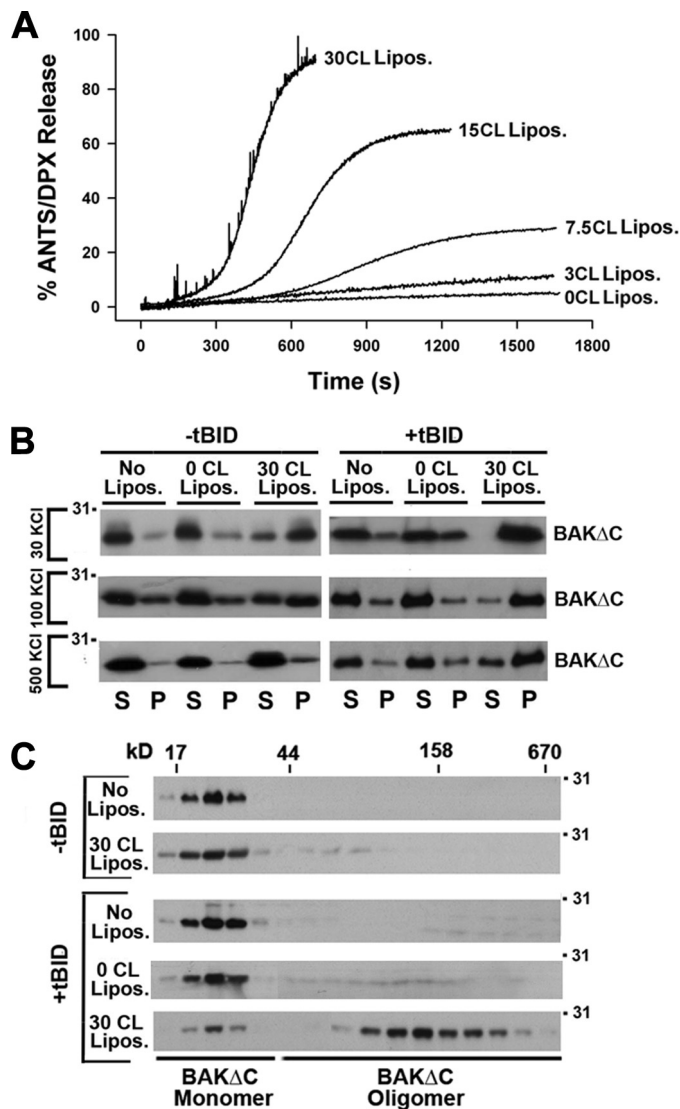 A
100
80
60
40
20
0
% ANTS/DPX Release
30CL Lipos.
15CL Lipos.
7.5CL Lipos.
3CL Lipos.
0CL Lipos.
0 300 600 900 1200 1500 1800
Time (s)
B
-tBID +tBID
No Lipos. 0 CL Lipos. 30 CL Lipos. No Lipos. 0 CL Lipos. 30 CL Lipos.
30 KCl 31- BAKΔC
100 KCl 31- BAKΔC
500 KCl 31- BAKΔC
S P S P S P S P S P S P
C
kD 17 44 158 670
-tBID
No Lipos. 31
30 CL Lipos. 31
+tBID
No Lipos. 31
0 CL Lipos. 31
30 CL Lipos. 31
BAKΔC Monomer
BAKΔC Oligomer